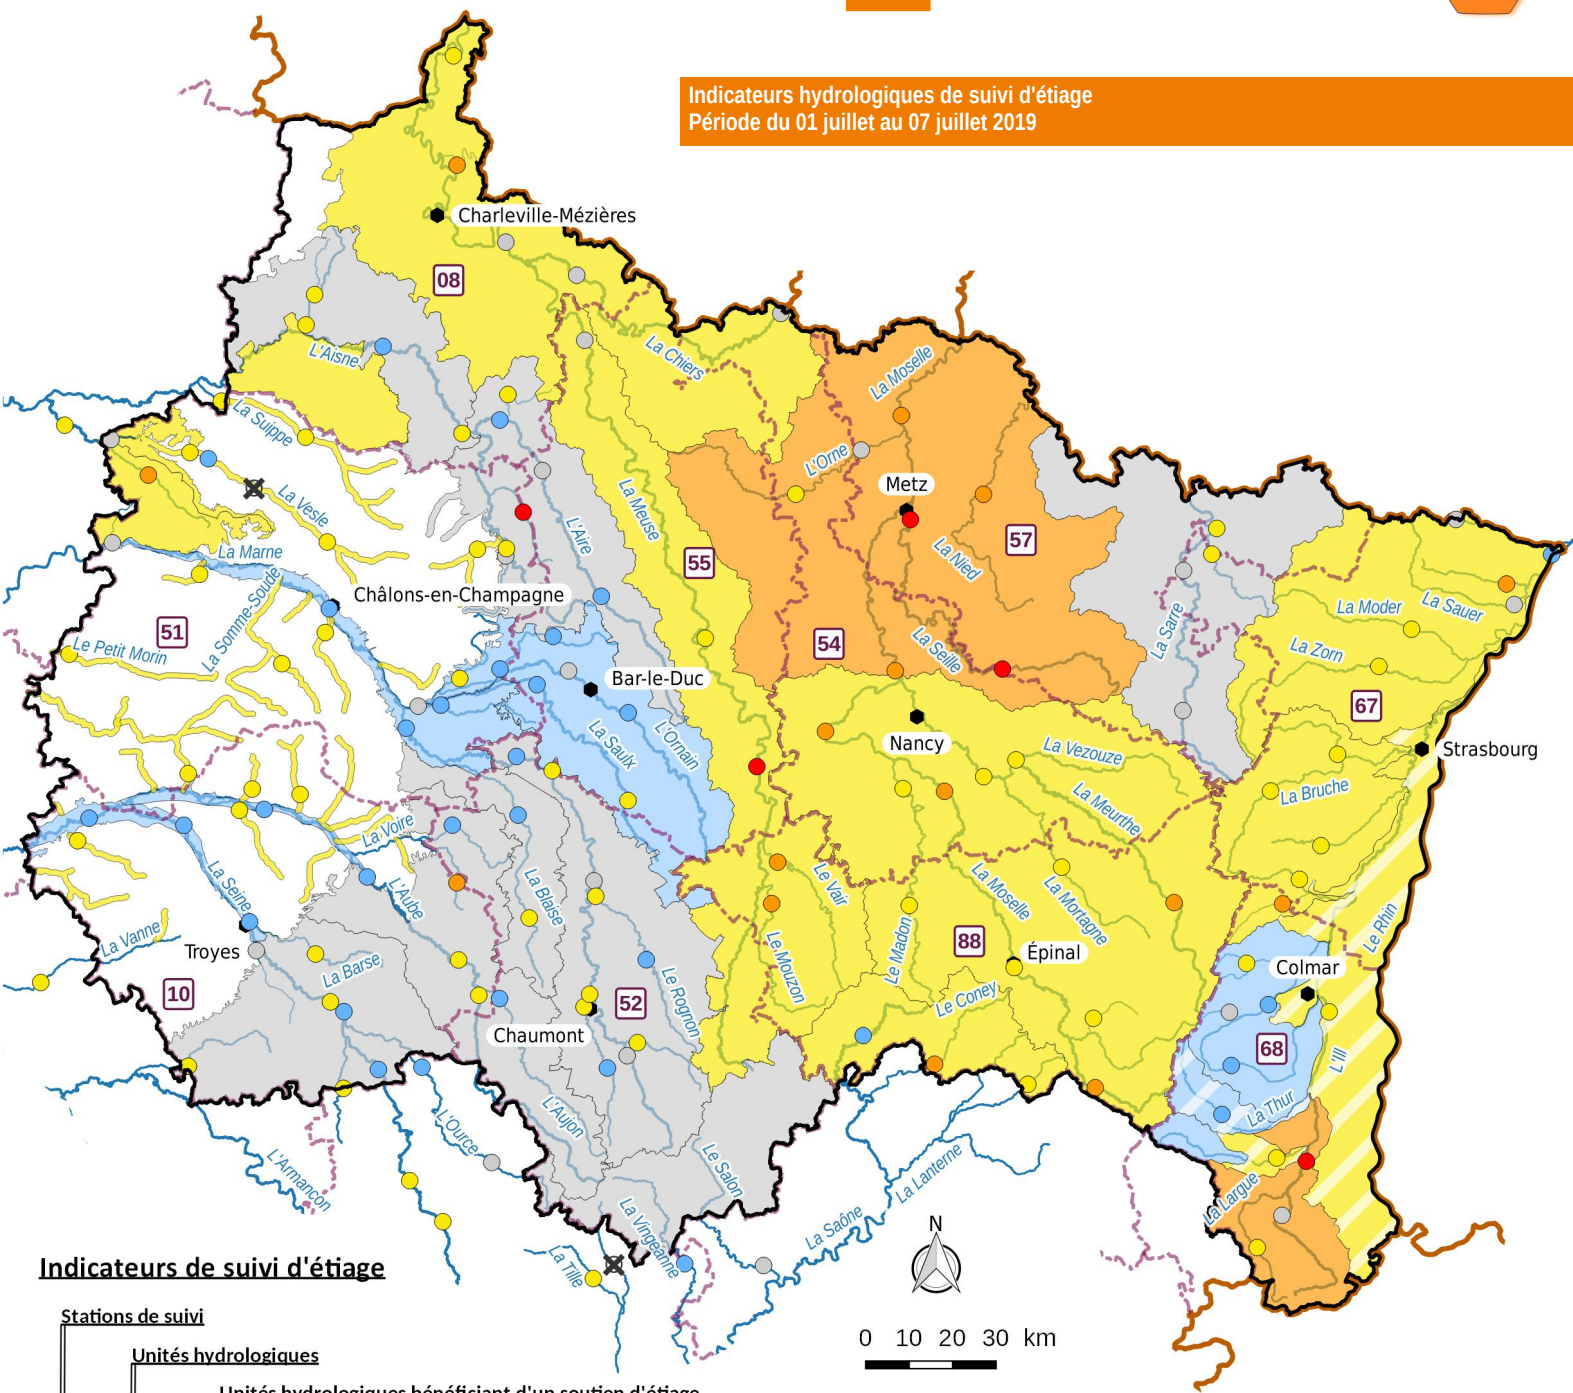 Indicateurs hydrologiques de suivi d'étiage
Période du 01 juillet au 07 juillet 2019
Charleville-Mézières
08
L'Aisne
La Chiers
La Moselle
La Suippe
L'Orne
Metz
La Vesle
La Meuse
L'Aire
57
La Nied
55
La Marne
Châlons-en-Champagne
La Somme-Soude
La Moder
La Sauer
51
Le Petit Morin
54
La Seille
La Sarre
La Zorn
Bar-le-Duc
67
L'Ornain
La Saulx
Nancy
La Vezouze
Strasbourg
La Bruche
La Meurthe
La Voire
La Seine
L'Aube
La Blaise
Le Vair
La Moselle
La Mortagne
Le Rhin
La Vanne
Troyes
La Barse
Le Mouzon
Le Madon
88
Épinal
Colmar
10
52
Le Rognon
Le Coney
Chaumont
68
L'Ill
L'Aujon
La Thur
L'Ource
L'Armançon
Le Salon
La Lanterne
La Largue
La Vingeanne
La Saône
La Tille
N
Indicateurs de suivi d'étiage
Stations de suivi
Unités hydrologiques
Unités hydrologiques bénéficiant d'un soutien d'étiage
0 10 20 30 km